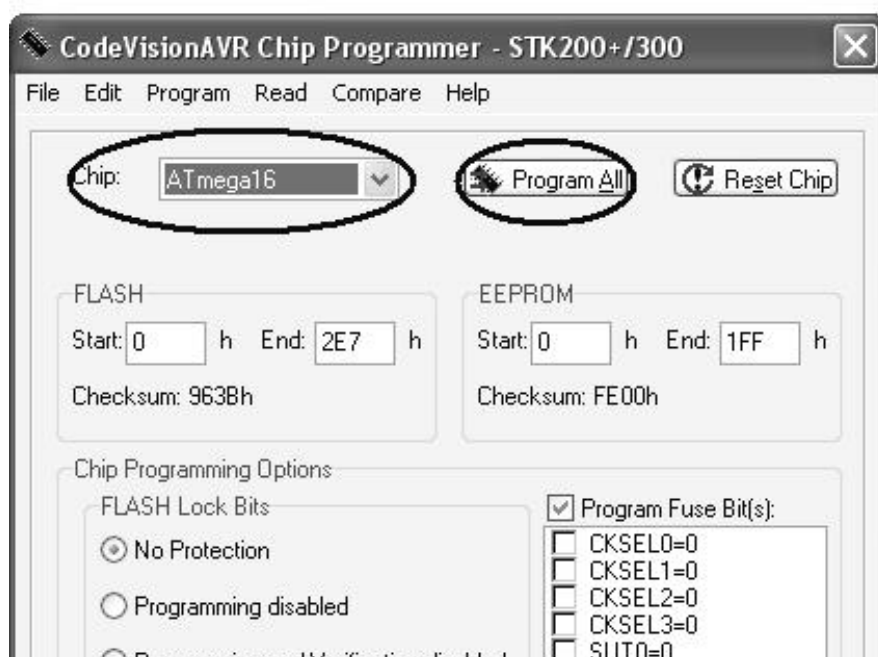 CodeVisionAVR Chip Programmer - STK200+/300
File Edit Program Read Compare Help
Chip: ATmega16 Program All Reset Chip
FLASH EEPROM
Start: 0 h End: 2E7 h Start: 0 h End: 1FF h
Checksum: 963Bh Checksum: FE00h
Chip Programming Options
FLASH Lock Bits Program Fuse Bit(s):
No Protection CKSEL0=0
CKSEL1=0
Programming disabled CKSEL2=0
CKSEL3=0
SUT0=0